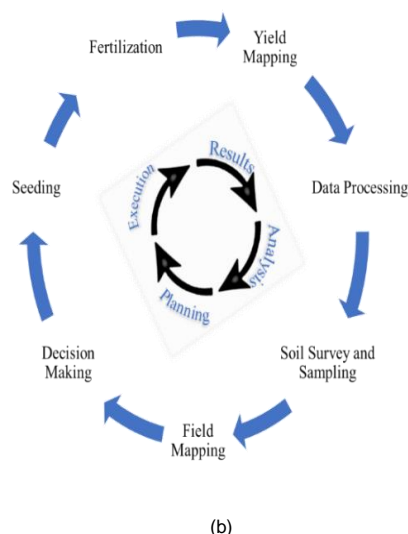 Fertilization
Yield
Mapping
Data Processing
Soil Survey and
Sampling
Field
Mapping
Decision
Making
Seeding
Results
Analysis
Planning
Execution
(b)